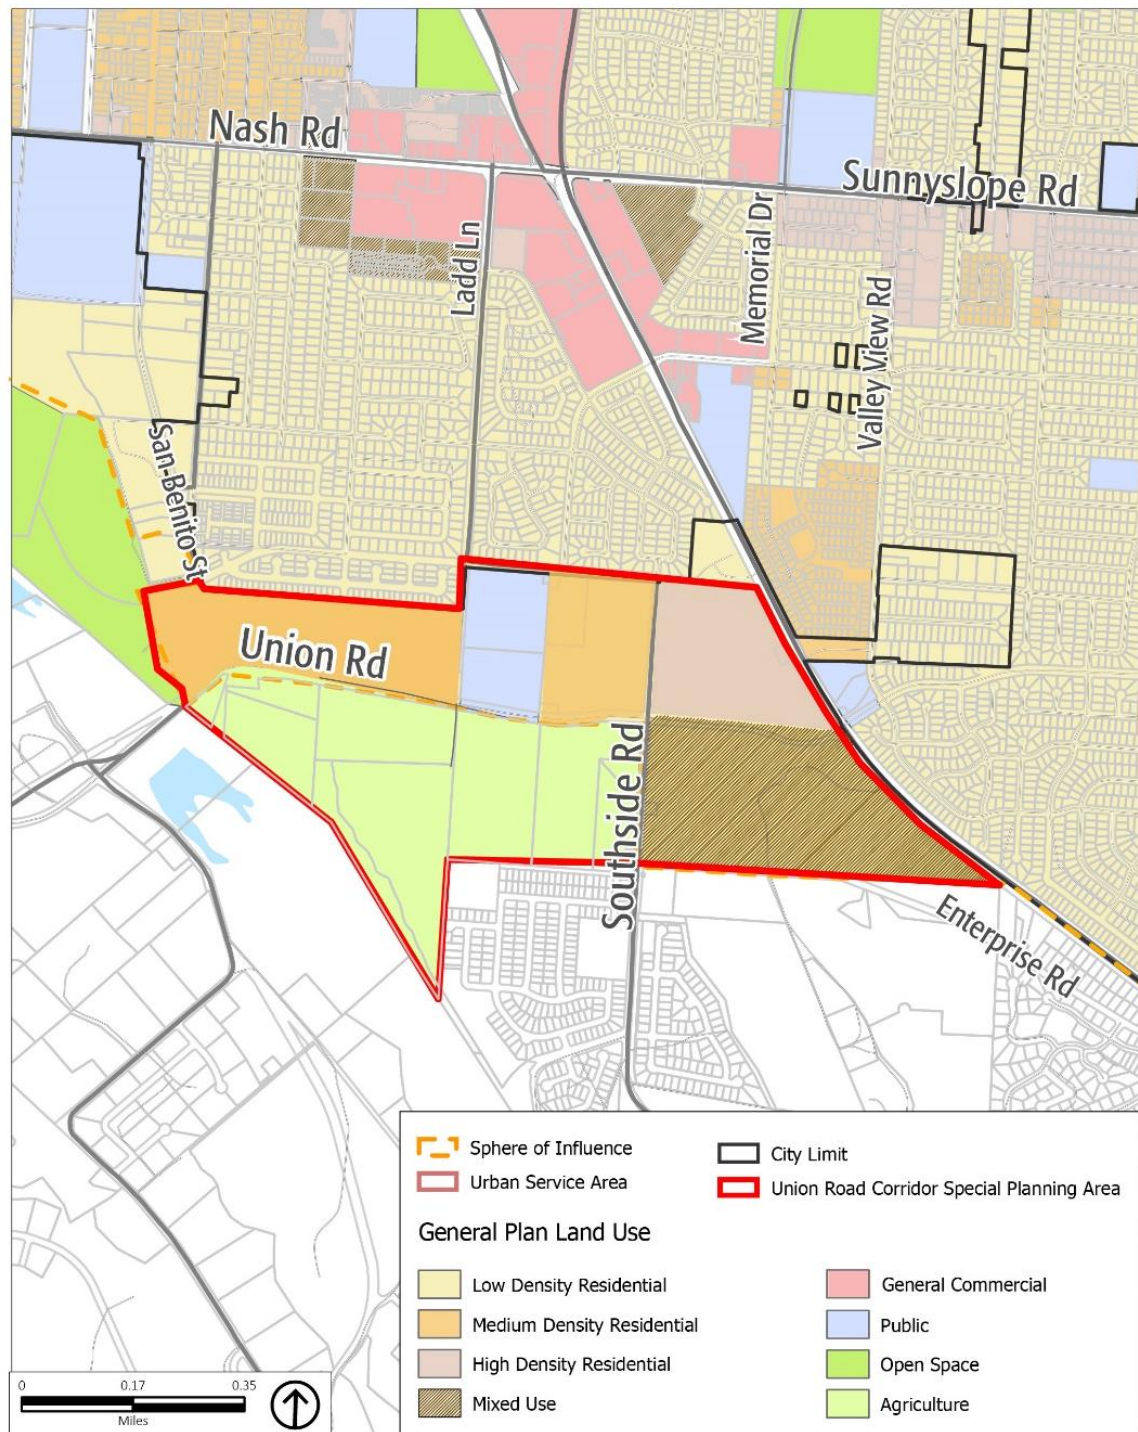 Nash Rd
Sunnyslope Rd
Ladd Ln
Memorial Dr
Valley View Rd
San Benito St
Union Rd
Southside Rd
Enterprise Rd
Sphere of Influence
Urban Service Area
City Limit
Union Road Corridor Special Planning Area
General Plan Land Use
Low Density Residential
Medium Density Residential
High Density Residential
Mixed Use
General Commercial
Public
Open Space
Agriculture
0 0.17 0.35
Miles